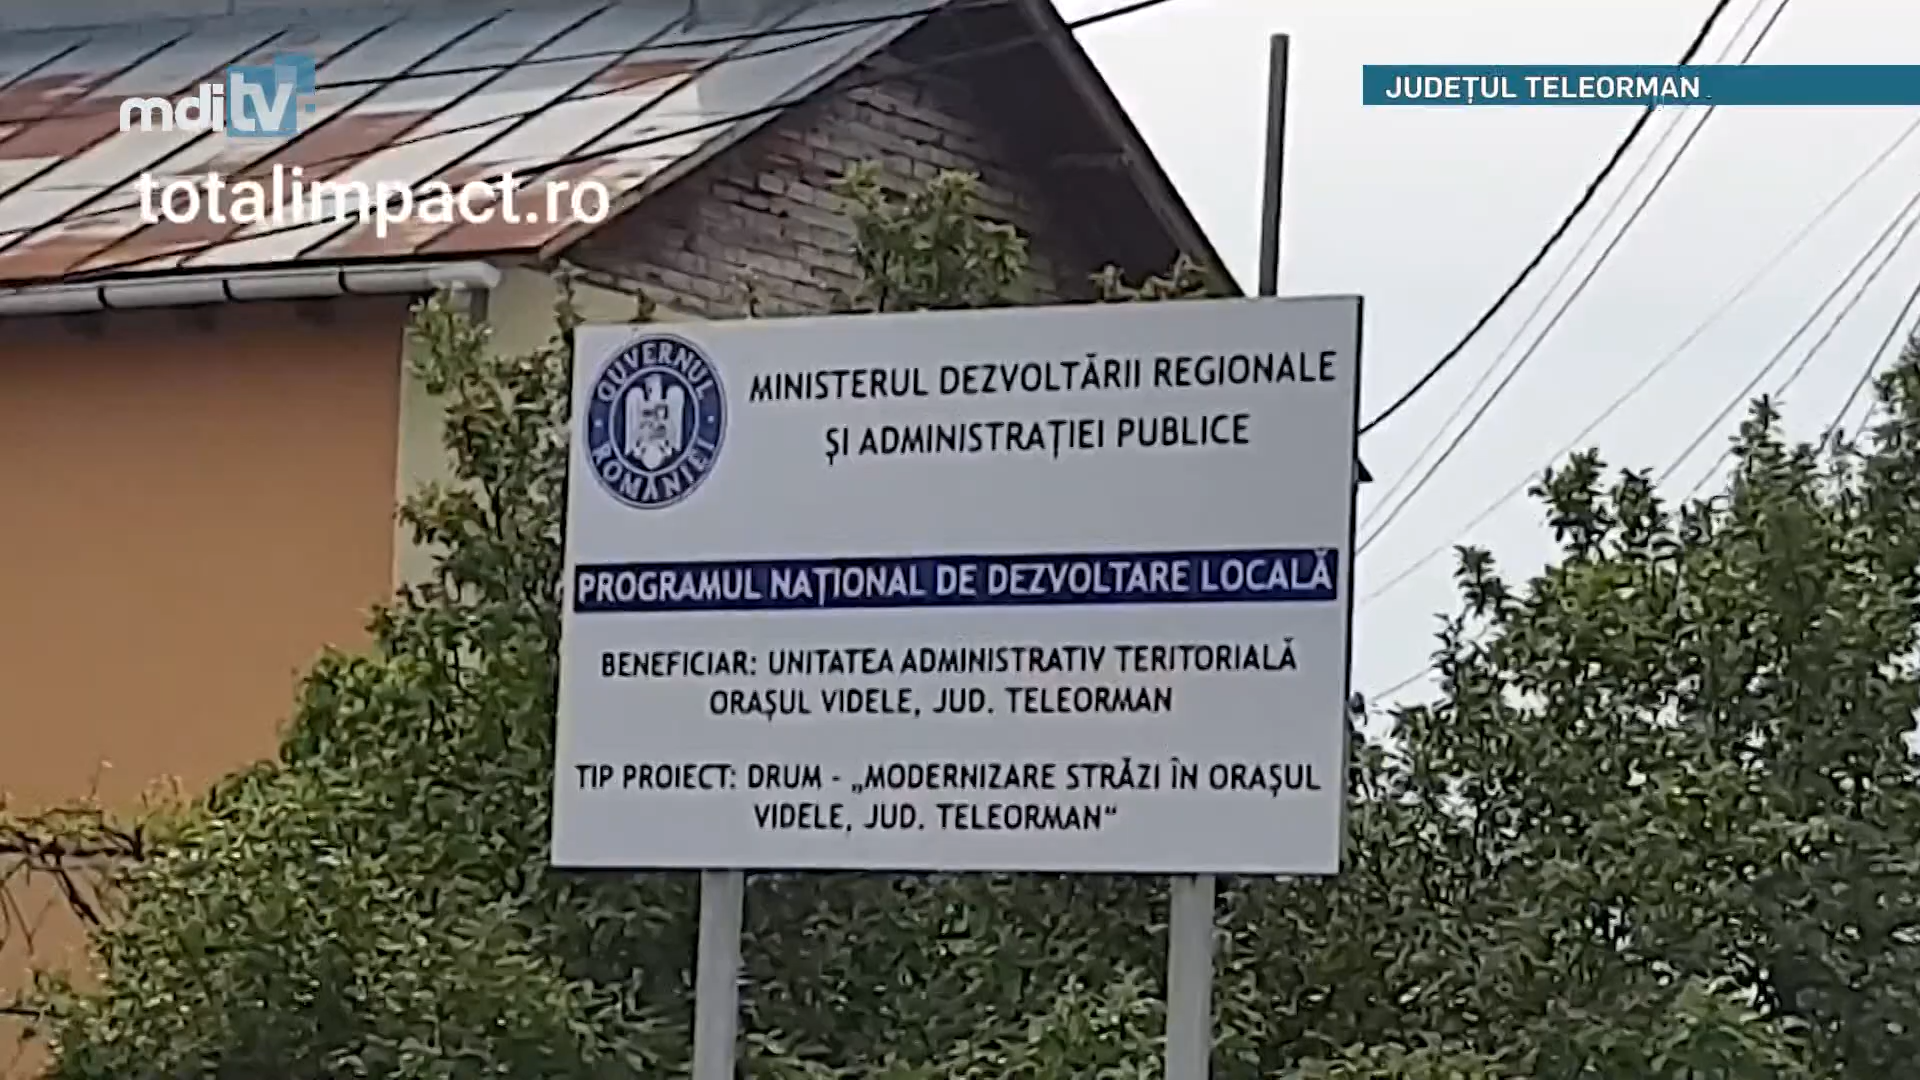 mditv
totalimpact.ro
JUDEȚUL TELEORMAN
GUVERNUL ROMÂNIEI
MINISTERUL DEZVOLTĂRII REGIONALE
ȘI ADMINISTRAȚIEI PUBLICE
PROGRAMUL NAȚIONAL DE DEZVOLTARE LOCALĂ
BENEFICIAR: UNITATEA ADMINISTRATIV TERITORIALĂ
ORAȘUL VIDELE, JUD. TELEORMAN
TIP PROIECT: DRUM - „MODERNIZARE STRĂZI ÎN ORAȘUL
VIDELE, JUD. TELEORMAN“